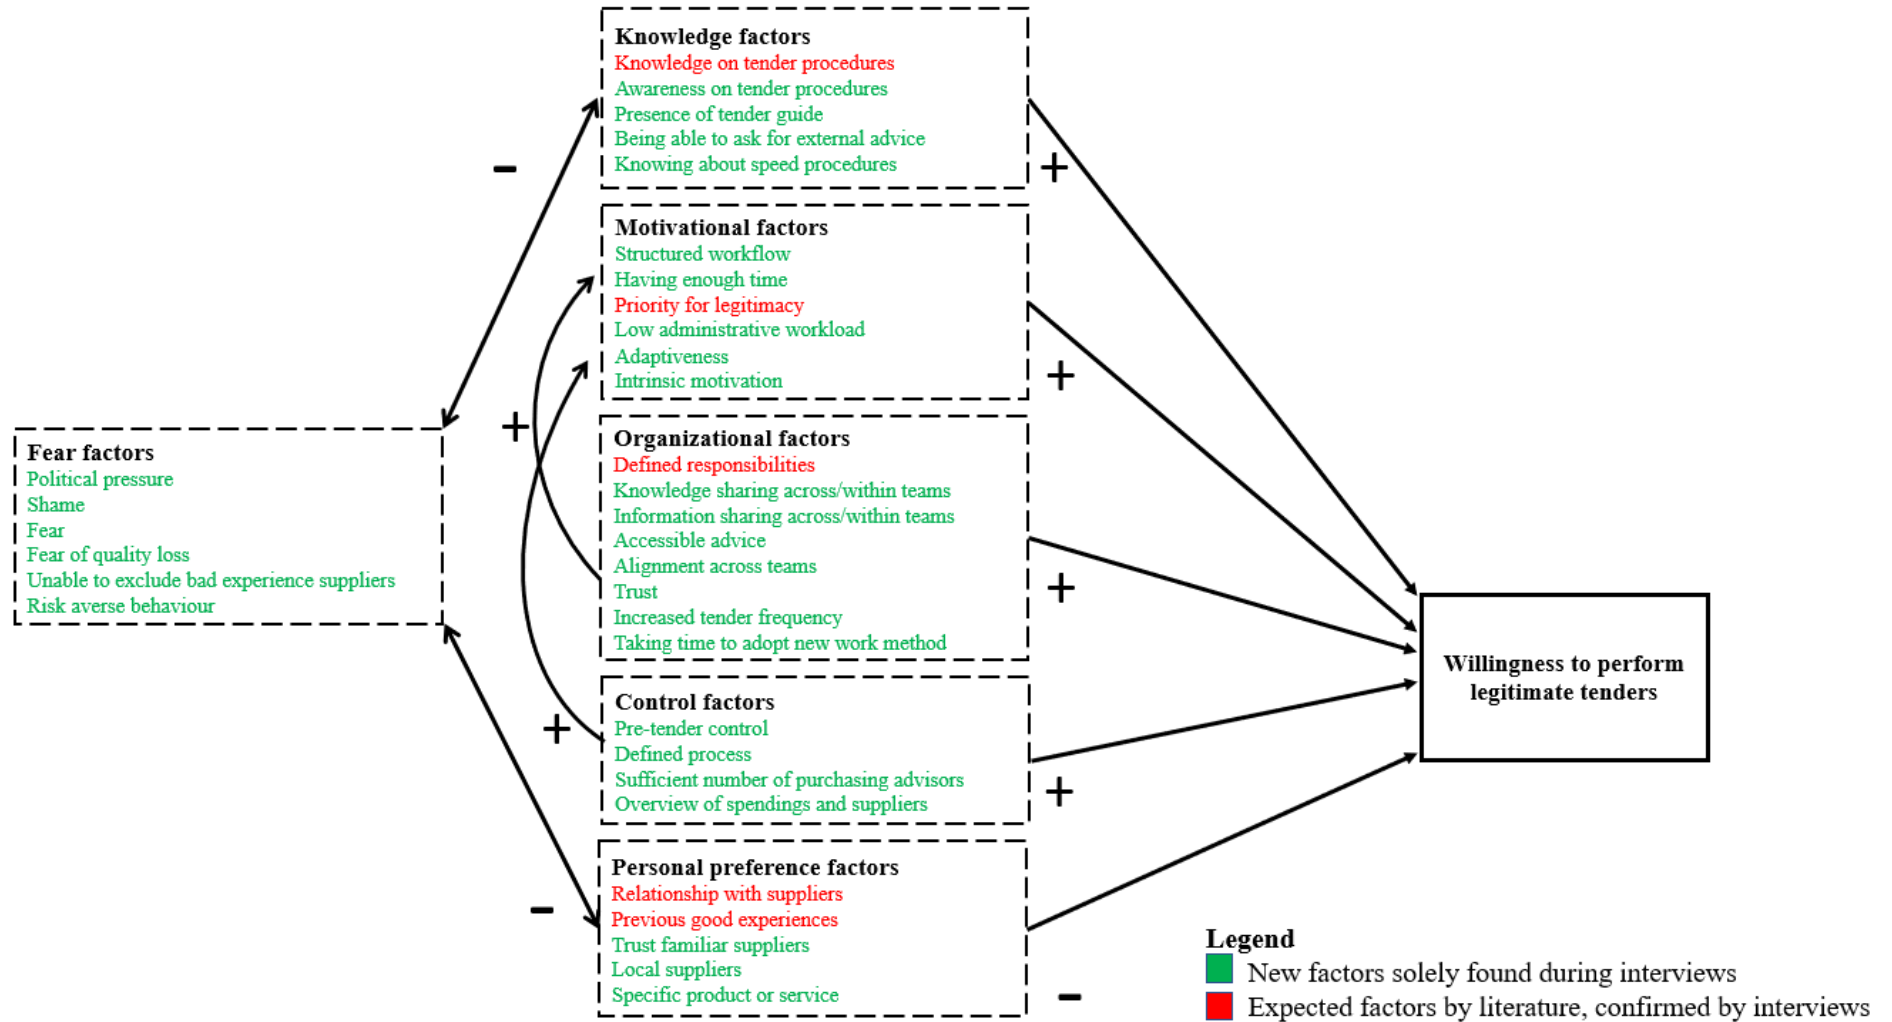 Knowledge factors
Knowledge on tender procedures
Awareness on tender procedures
Presence of tender guide
Being able to ask for external advice
Knowing about speed procedures
−
+
Motivational factors
Structured workflow
Having enough time
Priority for legitimacy
Low administrative workload
Adaptiveness
Intrinsic motivation
+
+
Organizational factors
Defined responsibilities
Knowledge sharing across/within teams
Information sharing across/within teams
Accessible advice
Alignment across teams
Trust
Increased tender frequency
Taking time to adopt new work method
+
Fear factors
Political pressure
Shame
Fear
Fear of quality loss
Unable to exclude bad experience suppliers
Risk averse behaviour
Control factors
Pre-tender control
Defined process
Sufficient number of purchasing advisors
Overview of spendings and suppliers
+
+
Personal preference factors
Relationship with suppliers
Previous good experiences
Trust familiar suppliers
Local suppliers
Specific product or service
−
−
Willingness to perform
legitimate tenders
Legend
New factors solely found during interviews
Expected factors by literature, confirmed by interviews